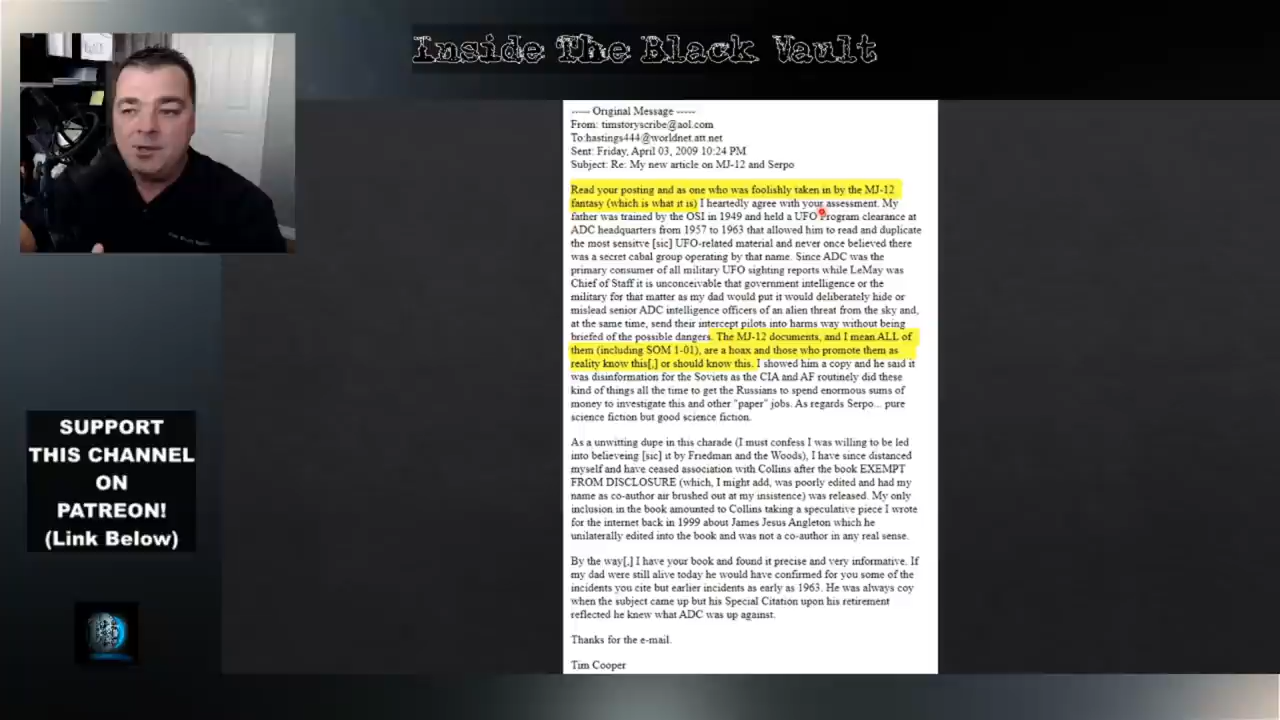 Inside The Black Vault
----- Original Message -----
From: timstoryscribe@aol.com
To:hastings444@worldnet.att.net
Sent: Friday, April 03, 2009 10:24 PM
Subject: Re: My new article on MJ-12 and Serpo
Read your posting and as one who was foolishly taken in by the MJ-12
fantasy (which is what it is) I heartedly agree with your assessment. My
father was trained by the OSI in 1949 and held a UFO Program clearance at
ADC headquarters from 1957 to 1963 that allowed him to read and duplicate
the most sensitve [sic] UFO-related material and never once believed there
was a secret cabal group operating by that name. Since ADC was the
primary consumer of all military UFO sighting reports while LeMay was
Chief of Staff it is unconceivable that government intelligence or the
military for that matter as my dad would put it would deliberately hide or
mislead senior ADC intelligence officers of an alien threat from the sky and,
at the same time, send their intercept pilots into harms way without being
briefed of the possible dangers. The MJ-12 documents, and I mean ALL of
them (including SOM 1-01), are a hoax and those who promote them as
reality know this[,] or should know this. I showed him a copy and he said it
was disinformation for the Soviets as the CIA and AF routinely did these
kind of things all the time to get the Russians to spend enormous sums of
money to investigate this and other "paper" jobs. As regards Serpo... pure
science fiction but good science fiction.
As a unwitting dupe in this charade (I must confess I was willing to be led
into believeing [sic] it by Friedman and the Woods), I have since distanced
myself and have ceased association with Collins after the book EXEMPT
FROM DISCLOSURE (which, I might add, was poorly edited and had my
name as co-author air brushed out at my insistence) was released. My only
inclusion in the book amounted to Collins taking a speculative piece I wrote
for the internet back in 1999 about James Jesus Angleton which he
unilaterally edited into the book and was not a co-author in any real sense.
By the way[,] I have your book and found it precise and very informative. If
my dad were still alive today he would have confirmed for you some of the
incidents you cite but earlier incidents as early as 1963. He was always coy
when the subject came up but his Special Citation upon his retirement
reflected he knew what ADC was up against.
Thanks for the e-mail.
Tim Cooper
SUPPORT
THIS CHANNEL
ON
PATREON!
(Link Below)